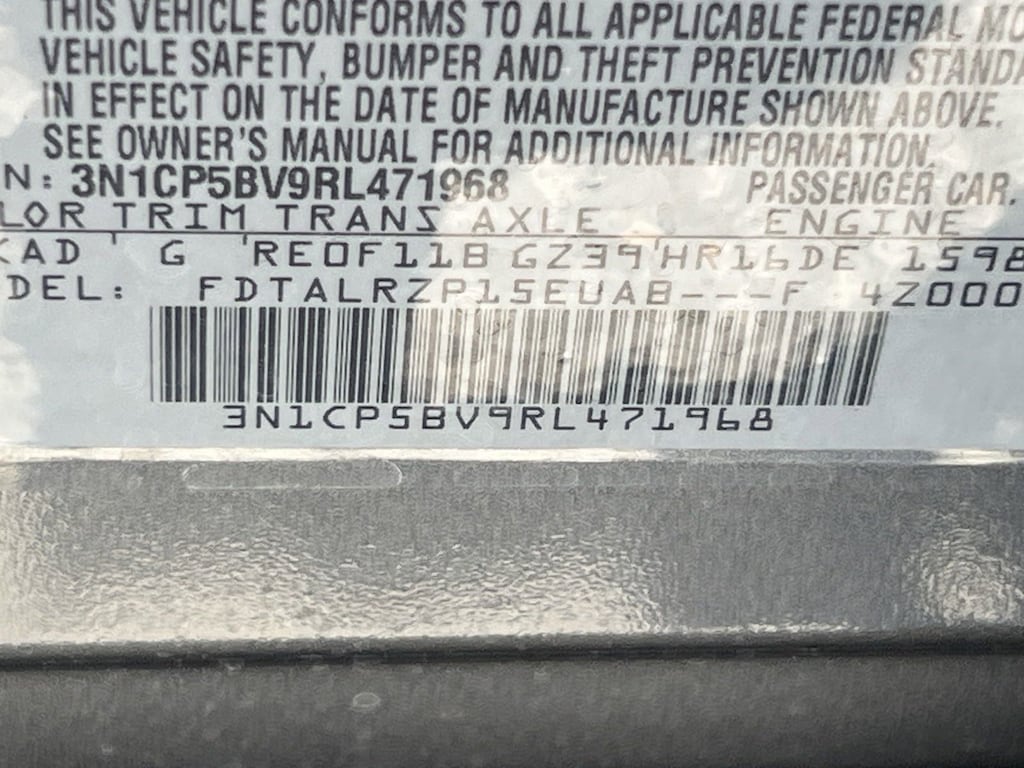 THIS VEHICLE CONFORMS TO ALL APPLICABLE FEDERAL MO
VEHICLE SAFETY, BUMPER AND THEFT PREVENTION STANDA
IN EFFECT ON THE DATE OF MANUFACTURE SHOWN ABOVE.
SEE OWNER'S MANUAL FOR ADDITIONAL INFORMATION.
N: 3N1CP5BV9RL471968 PASSENGER CAR.
LOR TRIM TRANS AXLE ENGINE
KAD G RE0F11B GZ39 HR16DE 1598
DEL: FDTALRZP15EUAB---F 4Z000
3N1CP5BV9RL471968